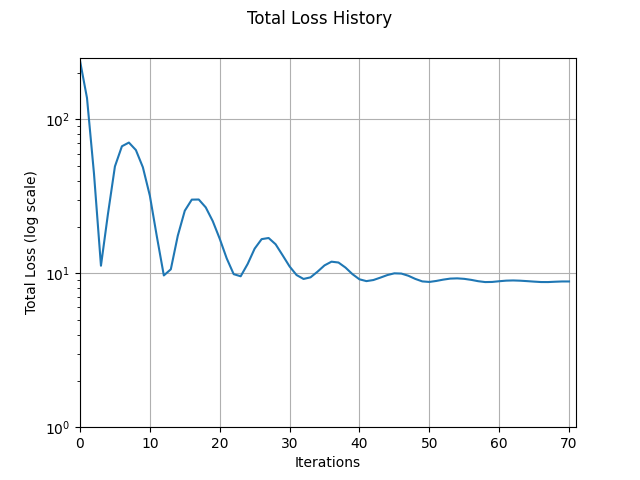 Total Loss History
Total Loss (log scale)
10²
10¹
10⁰
0 10 20 30 40 50 60 70
Iterations